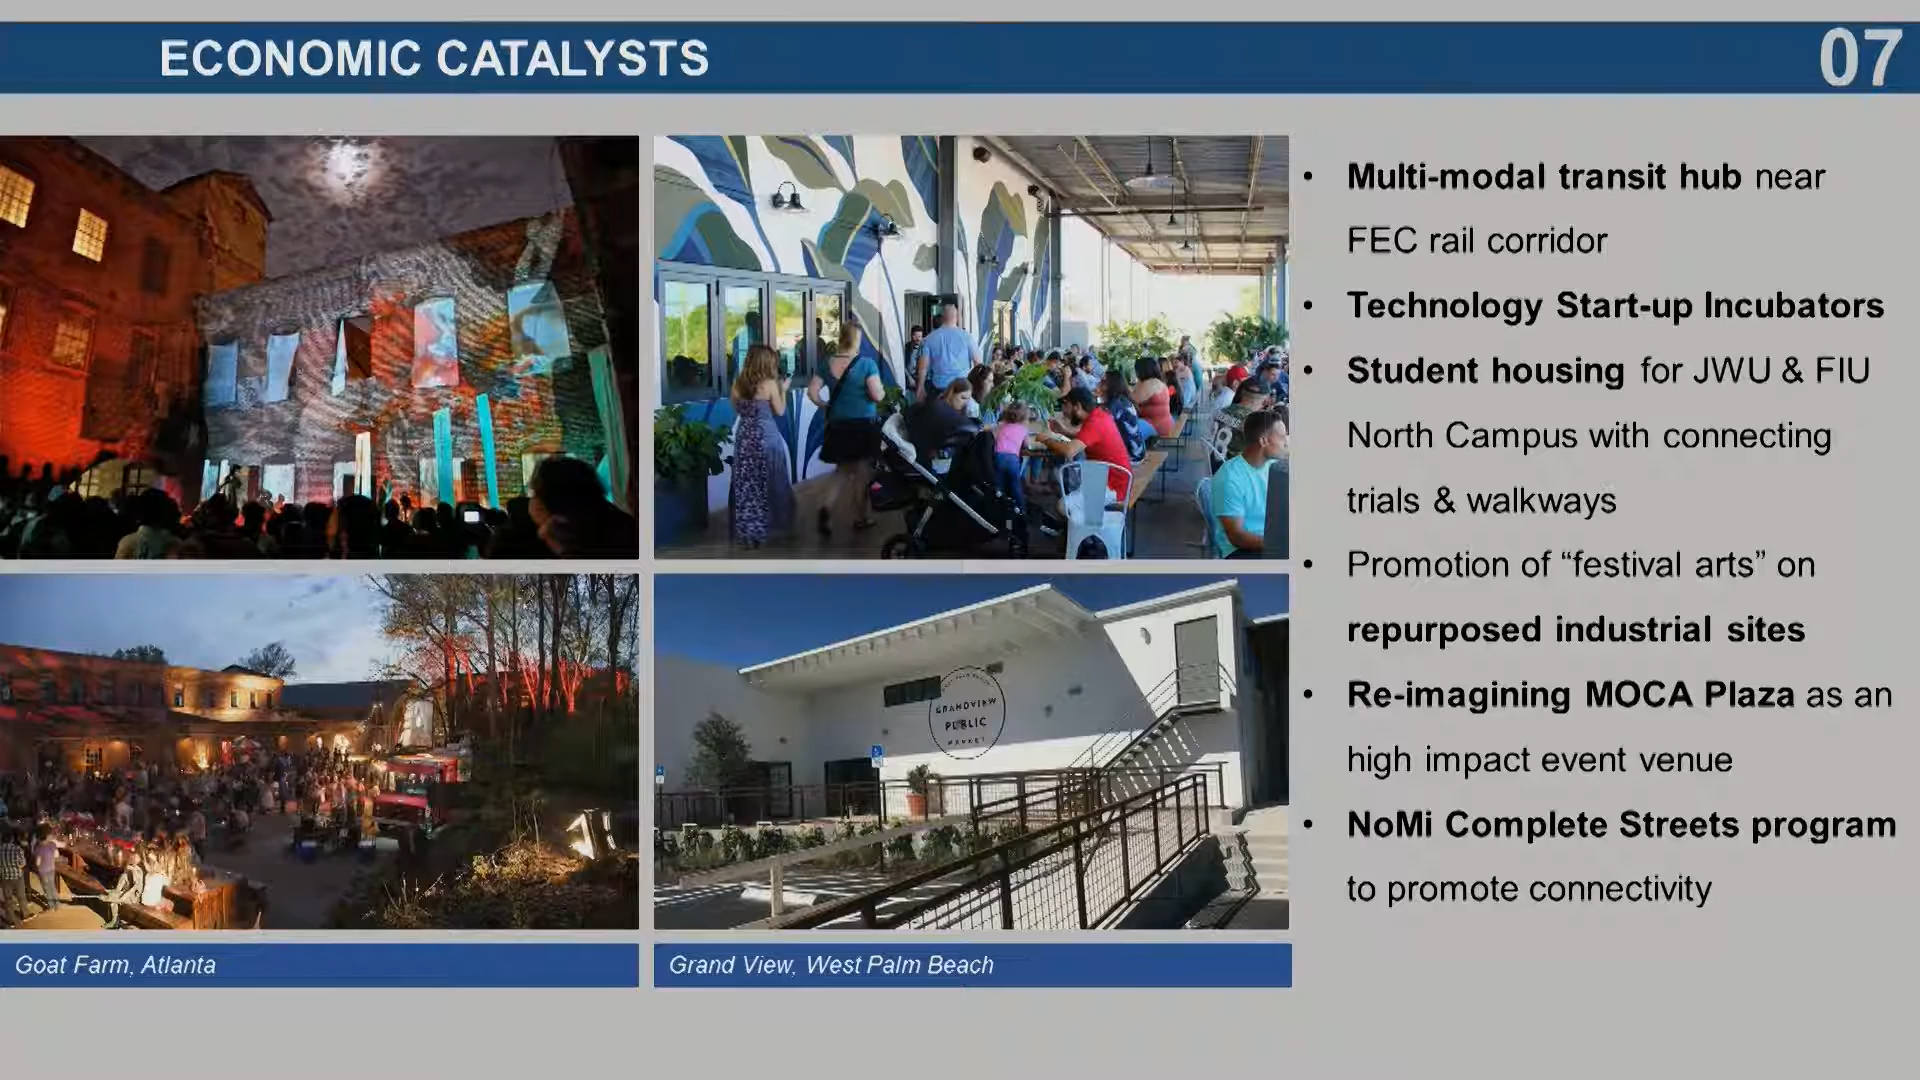 ECONOMIC CATALYSTS
07
• Multi-modal transit hub near
FEC rail corridor
• Technology Start-up Incubators
• Student housing for JWU & FIU
North Campus with connecting
trials & walkways
• Promotion of “festival arts” on
repurposed industrial sites
• Re-imagining MOCA Plaza as an
high impact event venue
• NoMi Complete Streets program
to promote connectivity
GRANDVIEW
PUBLIC
MARKET
Goat Farm, Atlanta
Grand View, West Palm Beach